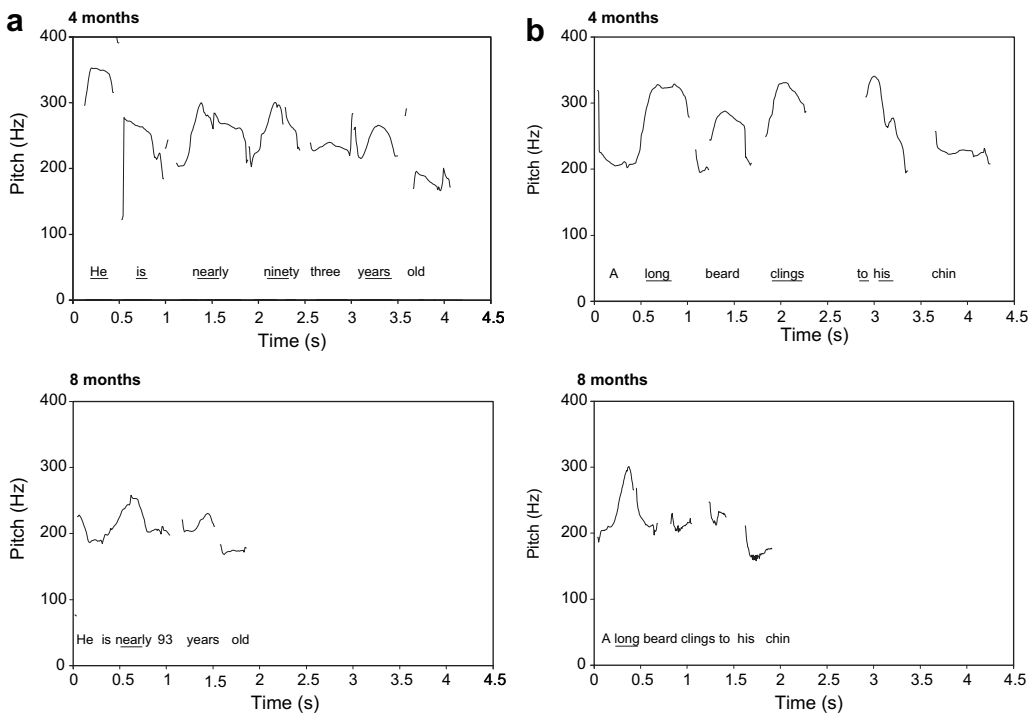 a
4 months
400
300
200
100
0
Pitch (Hz)
He is nearly ninety three years old
0 0.5 1 1.5 2 2.5 3 3.5 4 4.5
Time (s)
b
4 months
400
300
200
100
0
Pitch (Hz)
A long beard clings to his chin
0 0.5 1 1.5 2 2.5 3 3.5 4 4.5
Time (s)
8 months
400
300
200
100
0
Pitch (Hz)
He is nearly 93 years old
0 0.5 1 1.5 2 2.5 3 3.5 4 4.5
Time (s)
8 months
400
300
200
100
0
Pitch (Hz)
A long beard clings to his chin
0 0.5 1 1.5 2 2.5 3 3.5 4 4.5
Time (s)